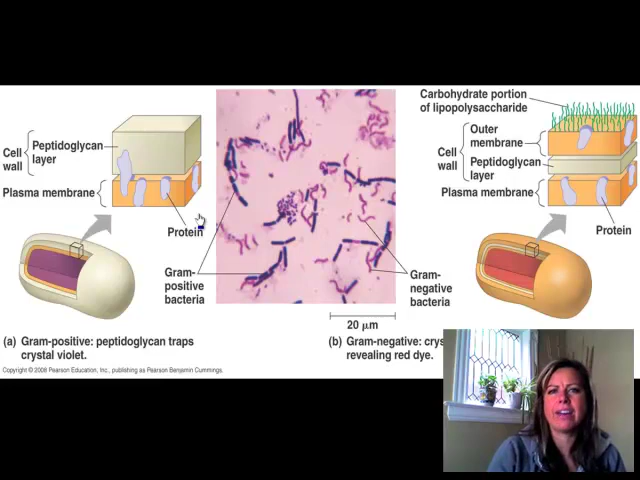 Cell
wall
Peptidoglycan
layer
Plasma membrane
Protein
(a) Gram-positive: peptidoglycan traps
crystal violet.
Gram-
positive
bacteria
20 μm
Gram-
negative
bacteria
Carbohydrate portion
of lipopolysaccharide
Cell
wall
Outer
membrane
Peptidoglycan
layer
Plasma membrane
Protein
(b) Gram-negative: crys
revealing red dye.
Copyright © 2008 Pearson Education, Inc., publishing as Pearson Benjamin Cummings.